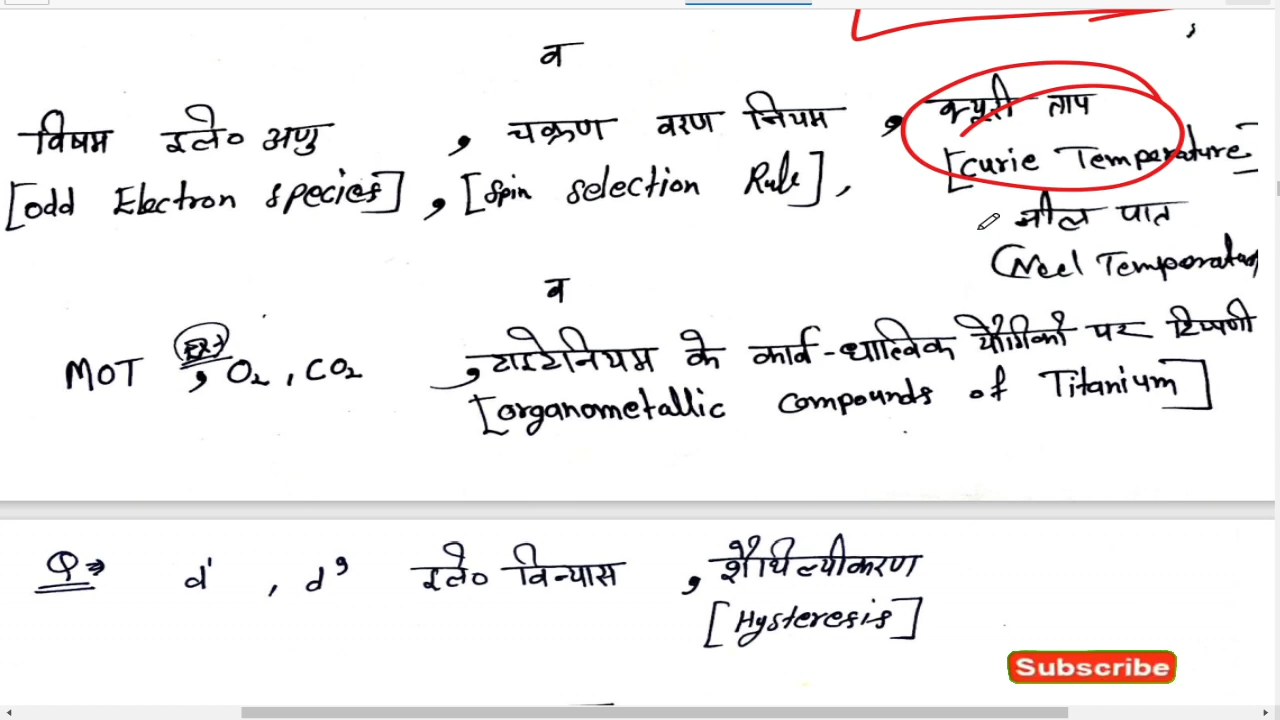 व
विषम इले० अणु , चक्रण वरण नियम , क्यूरी ताप
[odd Electron species] , [Spin selection Rule] , [Curie Temperature
नील पात
(Neel Temperatur
व
MOT , O2 , CO2 , टाइटेनियम के कार्ब-धात्विक यौगिकों पर टिप्पणी
[organometallic compounds of Titanium]
Q⇒ d¹ , d⁹ इले० विन्यास , शैथिल्यीकरण
[Hysteresis]
Subscribe